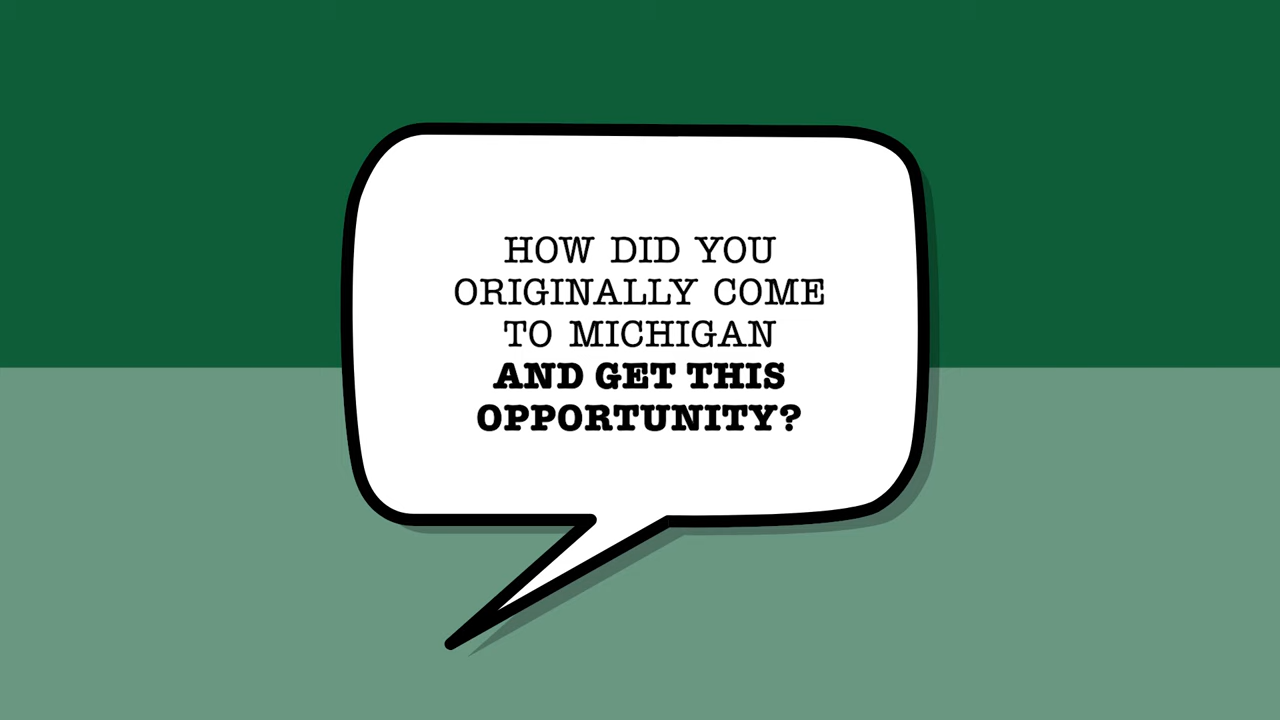 HOW DID YOU
ORIGINALLY COME
TO MICHIGAN
AND GET THIS
OPPORTUNITY?